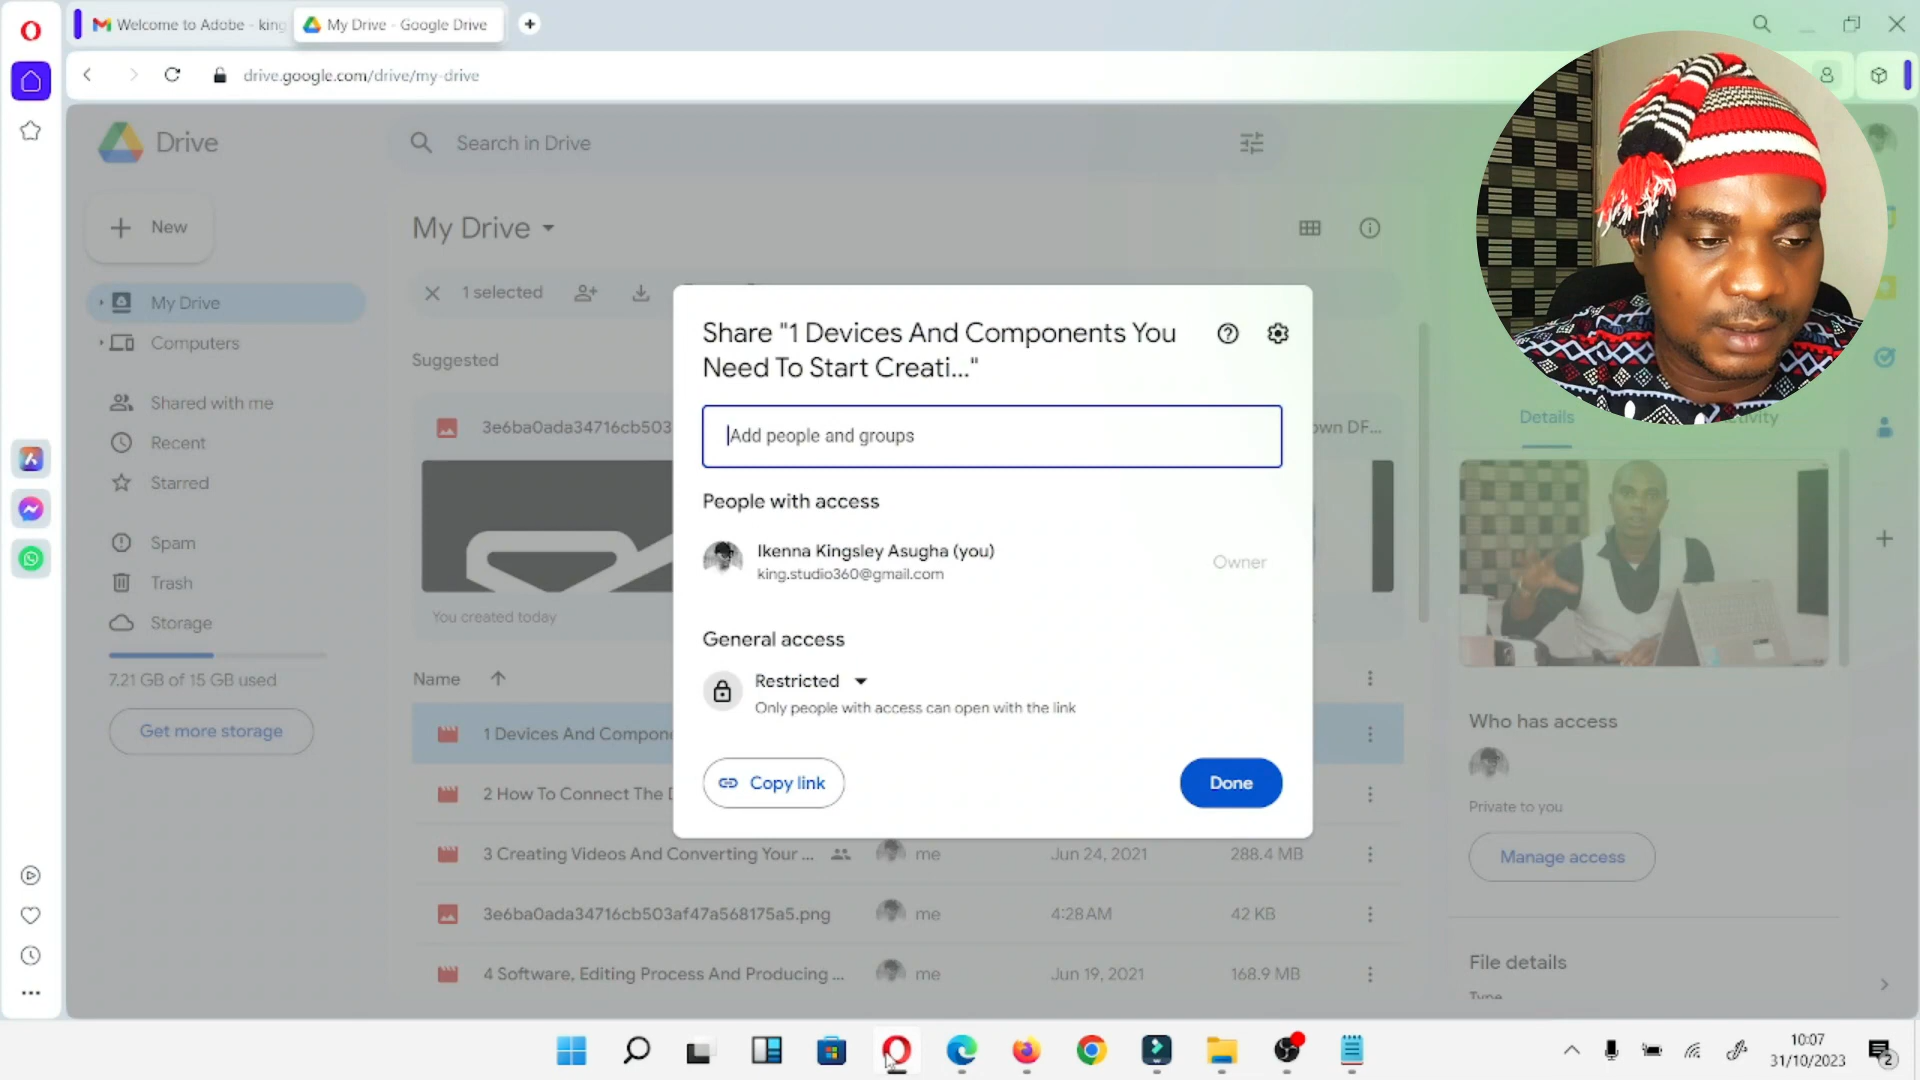 Welcome to Adobe - king
My Drive - Google Drive
drive.google.com/drive/my-drive
Drive
Search in Drive
New
My Drive
1 selected
My Drive
Computers
Shared with me
Recent
Starred
Spam
Trash
Storage
7.21 GB of 15 GB used
Get more storage
Suggested
3e6ba0ada34716cb503
own DF...
You created today
Name
1 Devices And Compone
2 How To Connect The D
3 Creating Videos And Converting Your ...
me
Jun 24, 2021
288.4 MB
3e6ba0ada34716cb503af47a568175a5.png
me
4:28 AM
42 KB
4 Software, Editing Process And Producing ...
me
Jun 19, 2021
168.9 MB
Share "1 Devices And Components You
Need To Start Creati..."
Add people and groups
People with access
Ikenna Kingsley Asugha (you)
king.studio360@gmail.com
Owner
General access
Restricted
Only people with access can open with the link
Copy link
Done
Details
Who has access
Private to you
Manage access
File details
Type
10:07
31/10/2023
2